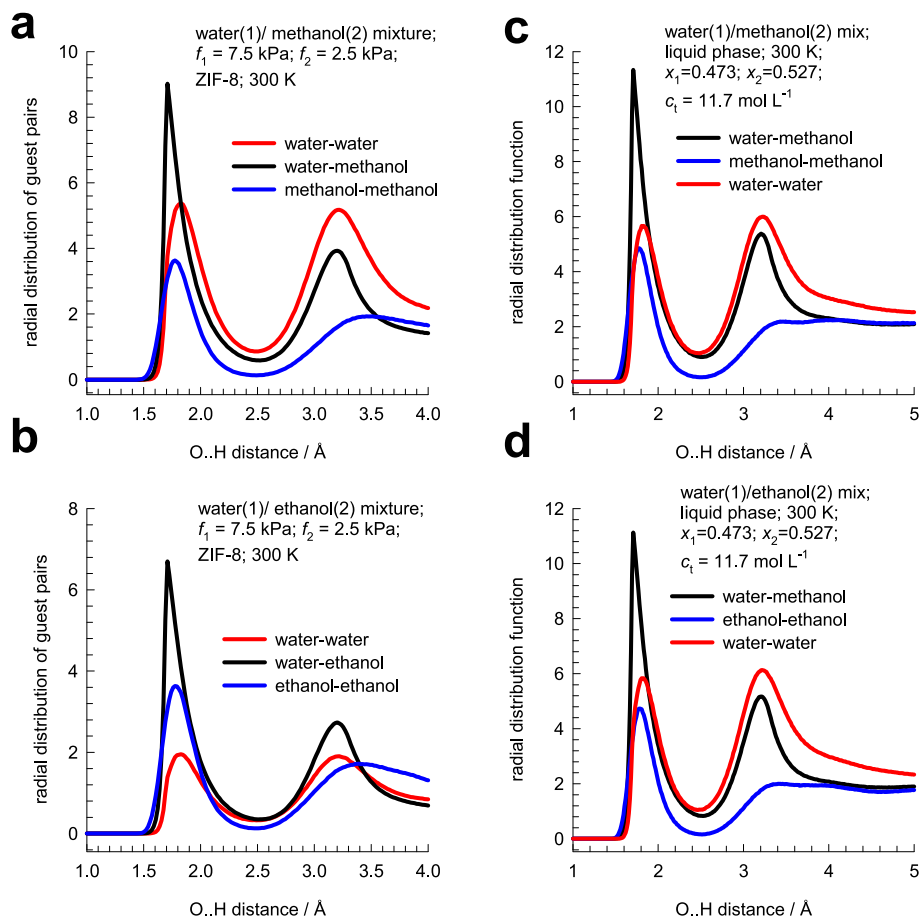 a
water(1)/ methanol(2) mixture;
f1 = 7.5 kPa; f2 = 2.5 kPa;
ZIF-8; 300 K
water-water
water-methanol
methanol-methanol
radial distribution of guest pairs
10
8
6
4
2
0
1.0 1.5 2.0 2.5 3.0 3.5 4.0
O..H distance / Å
b
water(1)/ ethanol(2) mixture;
f1 = 7.5 kPa; f2 = 2.5 kPa;
ZIF-8; 300 K
water-water
water-ethanol
ethanol-ethanol
radial distribution of guest pairs
8
6
4
2
0
1.0 1.5 2.0 2.5 3.0 3.5 4.0
O..H distance / Å
c
water(1)/methanol(2) mix;
liquid phase; 300 K;
x1=0.473; x2=0.527;
ct = 11.7 mol L-1
water-methanol
methanol-methanol
water-water
radial distribution function
12
10
8
6
4
2
0
1 2 3 4 5
O..H distance / Å
d
water(1)/ethanol(2) mix;
liquid phase; 300 K;
x1=0.473; x2=0.527;
ct = 11.7 mol L-1
water-methanol
ethanol-ethanol
water-water
radial distribution function
12
10
8
6
4
2
0
1 2 3 4 5
O..H distance / Å